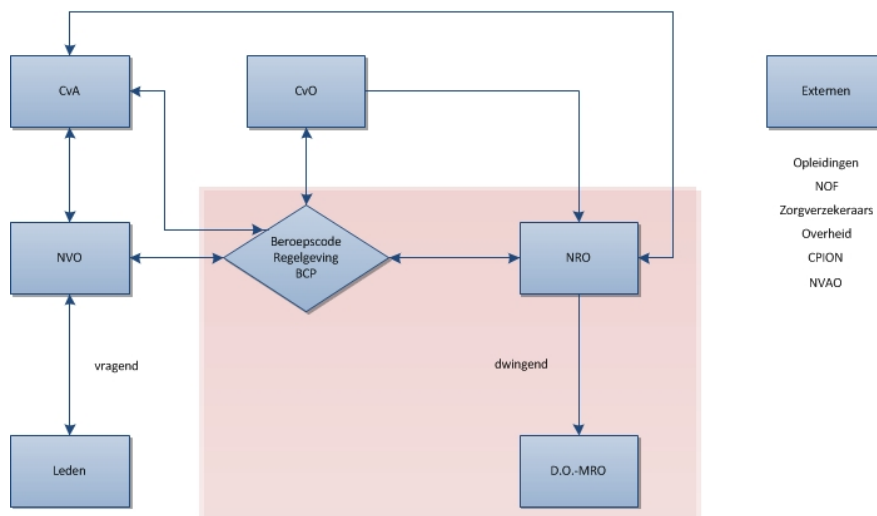 CvA
CvO
Externen
Opleidingen
NOF
Zorgverzekeraars
Overheid
CPION
NVAO
NVO
Beroepscode
Regelgeving
BCP
NRO
vragend
dwingend
Leden
D.O.-MRO